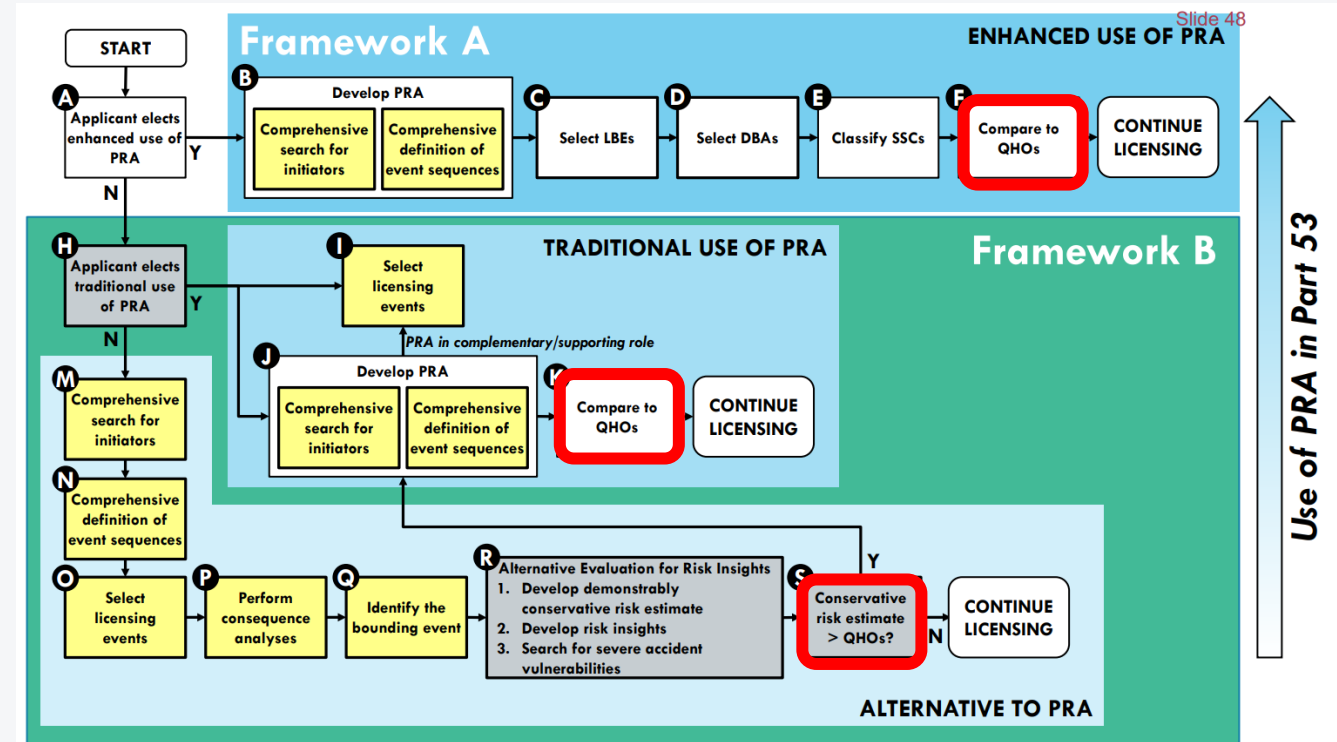 Slide 48
START
Framework A
ENHANCED USE OF PRA
A
Applicant elects
enhanced use of
PRA
Y
N
B
Develop PRA
Comprehensive
search for
initiators
Comprehensive
definition of
event sequences
C
Select LBEs
D
Select DBAs
E
Classify SSCs
F
Compare to
QHOs
CONTINUE
LICENSING
Framework B
TRADITIONAL USE OF PRA
H
Applicant elects
traditional use
of PRA
Y
N
I
Select
licensing
events
PRA in complementary/supporting role
J
Develop PRA
Comprehensive
search for
initiators
Comprehensive
definition of
event sequences
K
Compare to
QHOs
CONTINUE
LICENSING
M
Comprehensive
search for
initiators
N
Comprehensive
definition of
event sequences
O
Select
licensing
events
P
Perform
consequence
analyses
Q
Identify the
bounding event
R
Alternative Evaluation for Risk Insights
1. Develop demonstrably
conservative risk estimate
2. Develop risk insights
3. Search for severe accident
vulnerabilities
S
Conservative
risk estimate
> QHOs?
Y
N
CONTINUE
LICENSING
ALTERNATIVE TO PRA
Use of PRA in Part 53